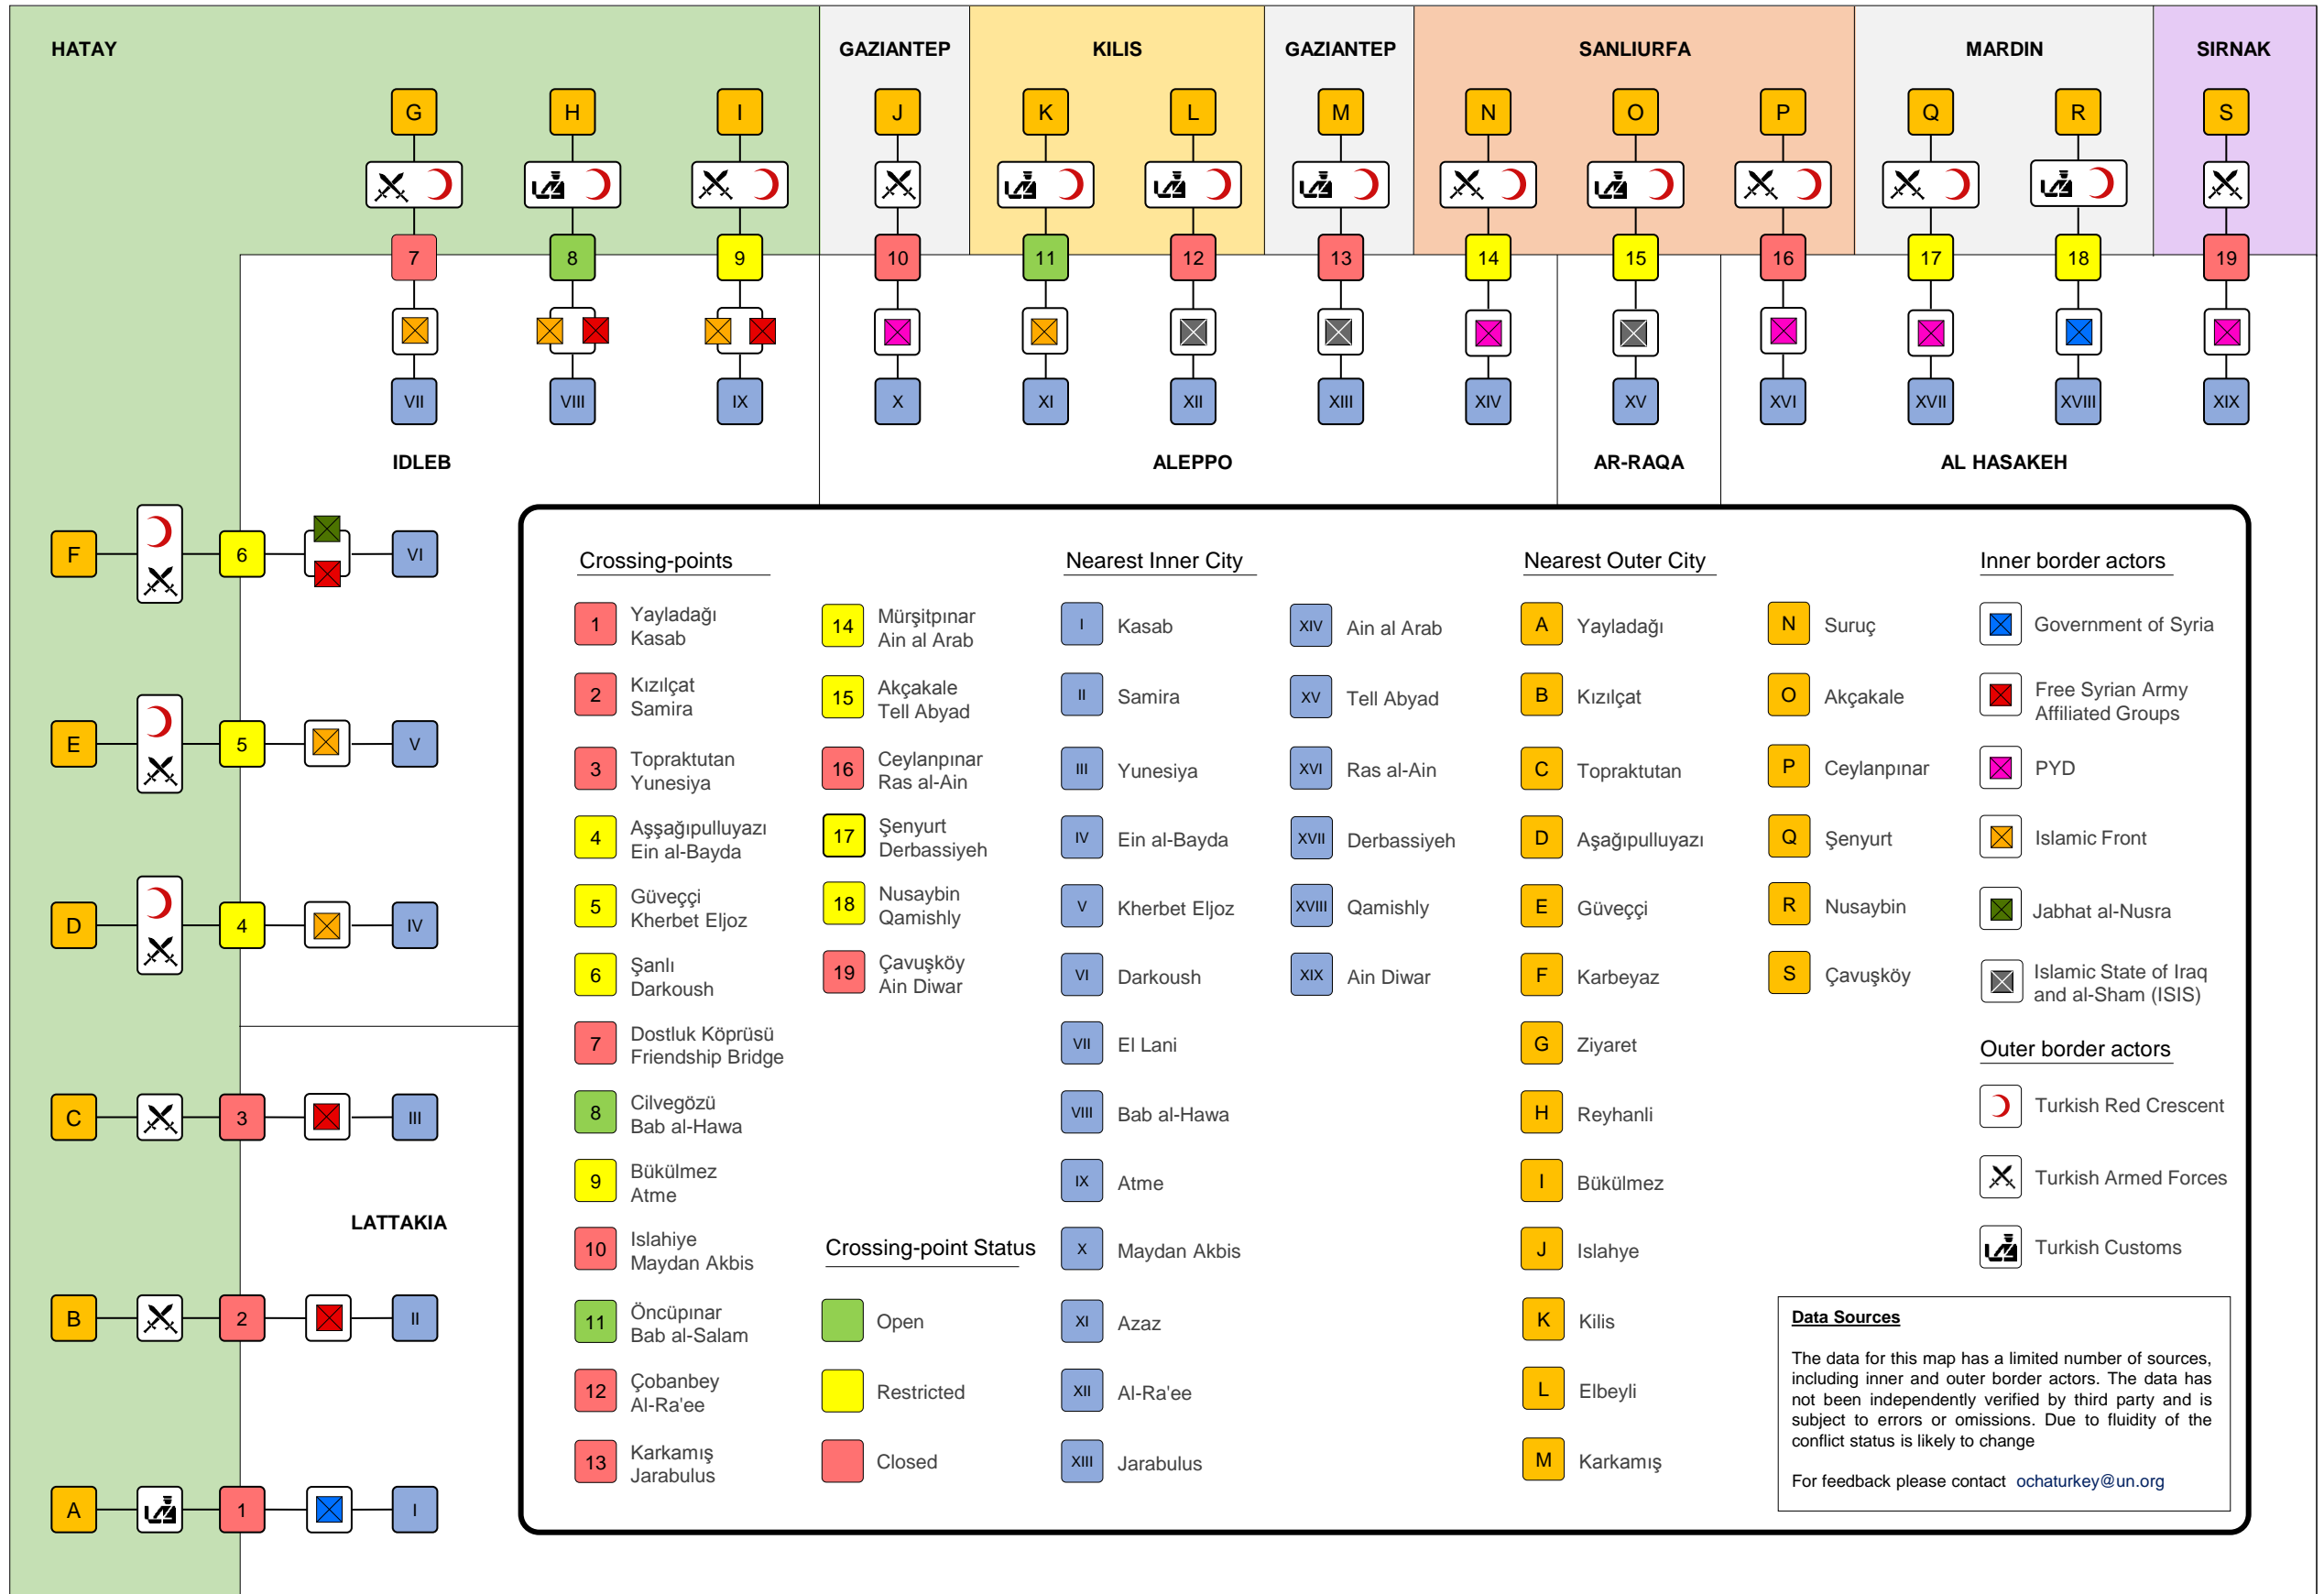 HATAY
GAZIANTEP
KILIS
GAZIANTEP
SANLIURFA
MARDIN
SIRNAK
G
H
I
J
K
L
M
N
O
P
Q
R
S
7
8
9
10
11
12
13
14
15
16
17
18
19
VII
VIII
IX
X
XI
XII
XIII
XIV
XV
XVI
XVII
XVIII
XIX
IDLEB
ALEPPO
AR-RAQA
AL HASAKEH
F
6
VI
E
5
V
D
4
IV
C
3
III
LATTAKIA
B
2
II
A
1
I
Crossing-points
1
Yayladağı
Kasab
2
Kızılçat
Samira
3
Topraktutan
Yunesiya
4
Aşşağıpulluyazı
Ein al-Bayda
5
Güveççi
Kherbet Eljoz
6
Şanlı
Darkoush
7
Dostluk Köprüsü
Friendship Bridge
8
Cilvegözü
Bab al-Hawa
9
Bükülmez
Atme
10
Islahiye
Maydan Akbis
11
Öncüpınar
Bab al-Salam
12
Çobanbey
Al-Ra'ee
13
Karkamış
Jarabulus
14
Mürşitpınar
Ain al Arab
15
Akçakale
Tell Abyad
16
Ceylanpınar
Ras al-Ain
17
Şenyurt
Derbassiyeh
18
Nusaybin
Qamishly
19
Çavuşköy
Ain Diwar
Crossing-point Status
Open
Restricted
Closed
Nearest Inner City
I Kasab
II Samira
III Yunesiya
IV Ein al-Bayda
V Kherbet Eljoz
VI Darkoush
VII El Lani
VIII Bab al-Hawa
IX Atme
X Maydan Akbis
XI Azaz
XII Al-Ra'ee
XIII Jarabulus
XIV Ain al Arab
XV Tell Abyad
XVI Ras al-Ain
XVII Derbassiyeh
XVIII Qamishly
XIX Ain Diwar
Nearest Outer City
A Yayladağı
B Kızılçat
C Topraktutan
D Aşağıpulluyazı
E Güveççi
F Karbeyaz
G Ziyaret
H Reyhanli
I Bükülmez
J Islahye
K Kilis
L Elbeyli
M Karkamış
N Suruç
O Akçakale
P Ceylanpınar
Q Şenyurt
R Nusaybin
S Çavuşköy
Inner border actors
Government of Syria
Free Syrian Army
Affiliated Groups
PYD
Islamic Front
Jabhat al-Nusra
Islamic State of Iraq
and al-Sham (ISIS)
Outer border actors
Turkish Red Crescent
Turkish Armed Forces
Turkish Customs
Data Sources
The data for this map has a limited number of sources,
including inner and outer border actors. The data has
not been independently verified by third party and is
subject to errors or omissions. Due to fluidity of the
conflict status is likely to change
For feedback please contact ochaturkey@un.org